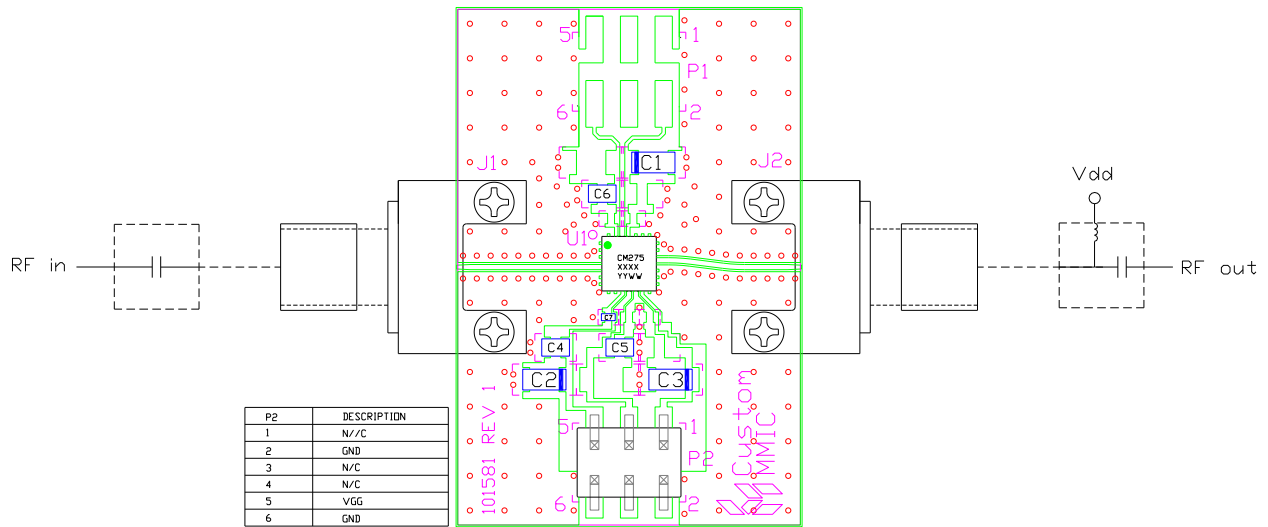 5 1
P1
6 2
J1 C1 J2
Vdd
C6
U1
CM275
XXXX
YYWW
RF in
RF out
C7
C4 C5
C2 C3
101581 REV 1
Custom
MMIC
5 1
P2
6 2
P2 DESCRIPTION
1 N//C
2 GND
3 N/C
4 N/C
5 VGG
6 GND